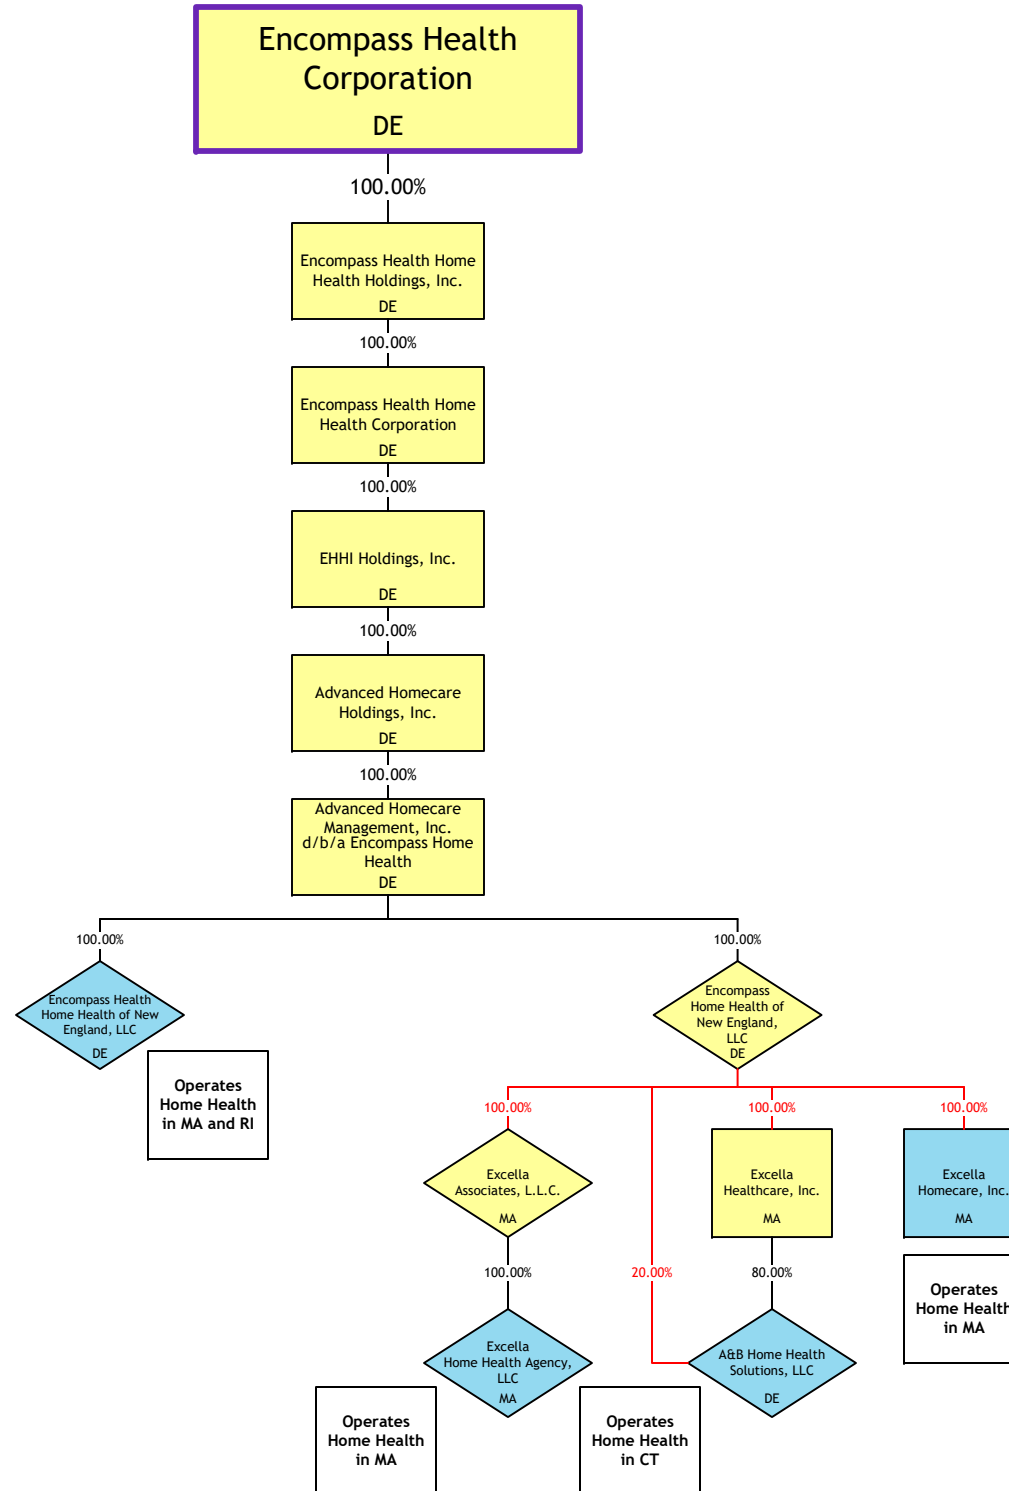 Encompass Health
Corporation
DE
100.00%
Encompass Health Home
Health Holdings, Inc.
DE
100.00%
Encompass Health Home
Health Corporation
DE
100.00%
EHHI Holdings, Inc.
DE
100.00%
Advanced Homecare
Holdings, Inc.
DE
100.00%
Advanced Homecare
Management, Inc.
d/b/a Encompass Home
Health
DE
100.00%
100.00%
Encompass Health
Home Health of New
England, LLC
DE
Encompass
Home Health of
New England,
LLC
DE
Operates
Home Health
in MA and RI
100.00%
100.00%
100.00%
Excella
Associates, L.L.C.
MA
Excella
Healthcare, Inc.
MA
Excella
Homecare, Inc.
MA
100.00%
20.00%
80.00%
Operates
Home Health
in MA
Excella
Home Health Agency,
LLC
MA
A&B Home Health
Solutions, LLC
DE
Operates
Home Health
in MA
Operates
Home Health
in CT